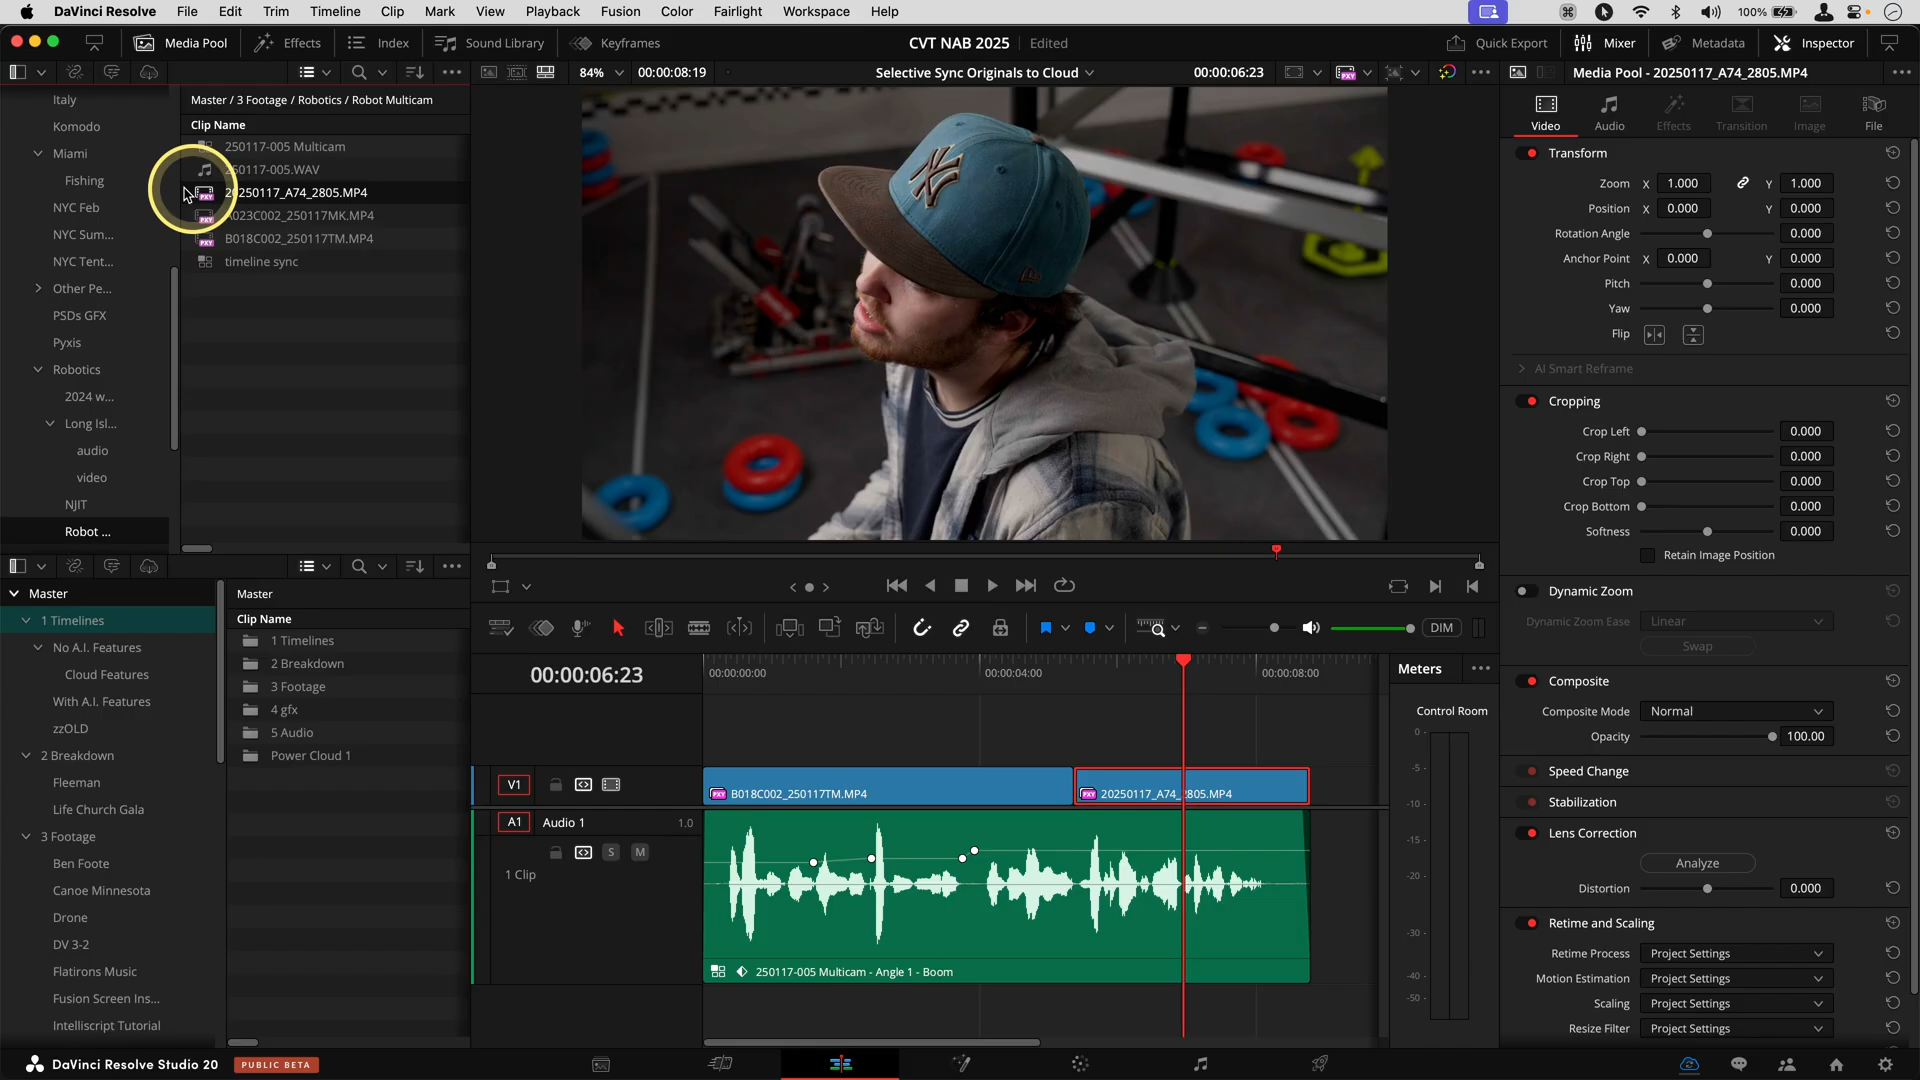 DaVinci Resolve File Edit Trim Timeline Clip Mark View Playback Fusion Color Fairlight Workspace Help 100%
Media Pool Effects Index Sound Library Keyframes CVT NAB 2025 Edited Quick Export Mixer Metadata Inspector
84% 00:00:08:19 Selective Sync Originals to Cloud 00:00:06:23 Media Pool - 20250117_A74_2805.MP4
Italy
Komodo
Miami
Fishing
NYC Feb
NYC Sum...
NYC Tent...
Other Pe...
PSDs GFX
Pyxis
Robotics
2024 w...
Long Isl...
audio
video
NJIT
Robot ...
Master / 3 Footage / Robotics / Robot Multicam
Clip Name
250117-005 Multicam
250117-005.WAV
20250117_A74_2805.MP4
A023C002_250117MK.MP4
B018C002_250117TM.MP4
timeline sync
Video Audio Effects Transition Image File
Transform
Zoom X 1.000 Y 1.000
Position X 0.000 Y 0.000
Rotation Angle 0.000
Anchor Point X 0.000 Y 0.000
Pitch 0.000
Yaw 0.000
Flip
AI Smart Reframe
Cropping
Crop Left 0.000
Crop Right 0.000
Crop Top 0.000
Crop Bottom 0.000
Softness 0.000
Retain Image Position
Dynamic Zoom
Dynamic Zoom Ease Linear
Swap
Composite
Composite Mode Normal
Opacity 100.00
Speed Change
Stabilization
Lens Correction
Analyze
Distortion 0.000
Retime and Scaling
Retime Process Project Settings
Motion Estimation Project Settings
Scaling Project Settings
Resize Filter Project Settings
Master
1 Timelines
No A.I. Features
Cloud Features
With A.I. Features
zzOLD
2 Breakdown
Fleeman
Life Church Gala
3 Footage
Ben Foote
Canoe Minnesota
Drone
DV 3-2
Flatirons Music
Fusion Screen Ins...
Intelliscript Tutorial
Master
Clip Name
1 Timelines
2 Breakdown
3 Footage
4 gfx
5 Audio
Power Cloud 1
DIM
00:00:06:23 00:00:00:00 00:00:04:00 00:00:08:00
V1 PXY B018C002_250117TM.MP4 PXY 20250117_A74_2805.MP4
A1 Audio 1 1.0
S M
1 Clip
250117-005 Multicam - Angle 1 - Boom
Meters
Control Room
0
-5
-10
-15
-20
-30
-40
-50
DaVinci Resolve Studio 20 PUBLIC BETA